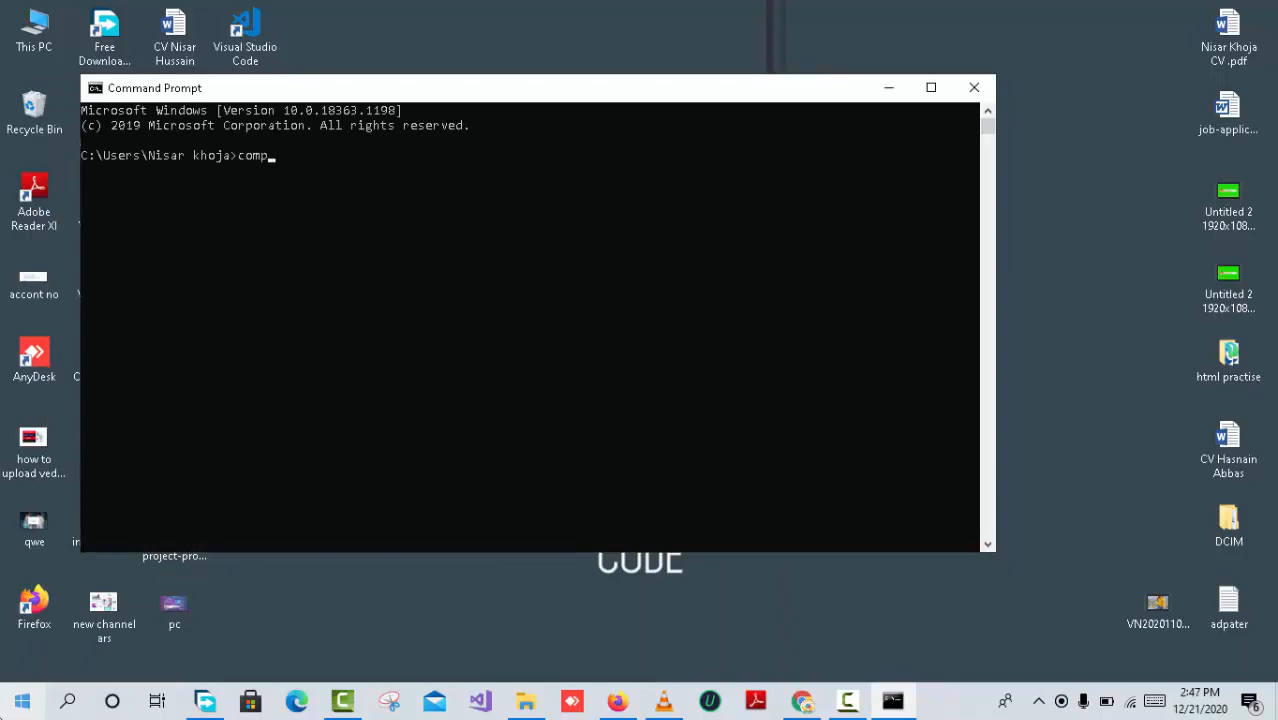 This PC
Free
Downloa...
CV Nisar
Hussain
Visual Studio
Code
Nisar Khoja
CV .pdf
Command Prompt
Microsoft Windows [Version 10.0.18363.1198]
(c) 2019 Microsoft Corporation. All rights reserved.
C:\Users\Nisar khoja>comp
Recycle Bin
job-applic...
Adobe
Reader XI
Untitled 2
1920x108...
accont no
Untitled 2
1920x108...
AnyDesk
html practise
how to
upload ved...
CV Hasnain
Abbas
qwe
project-pro...
CODE
DCIM
Firefox
new channel
ars
pc
VN2020110...
adpater
2:47 PM
12/21/2020
6